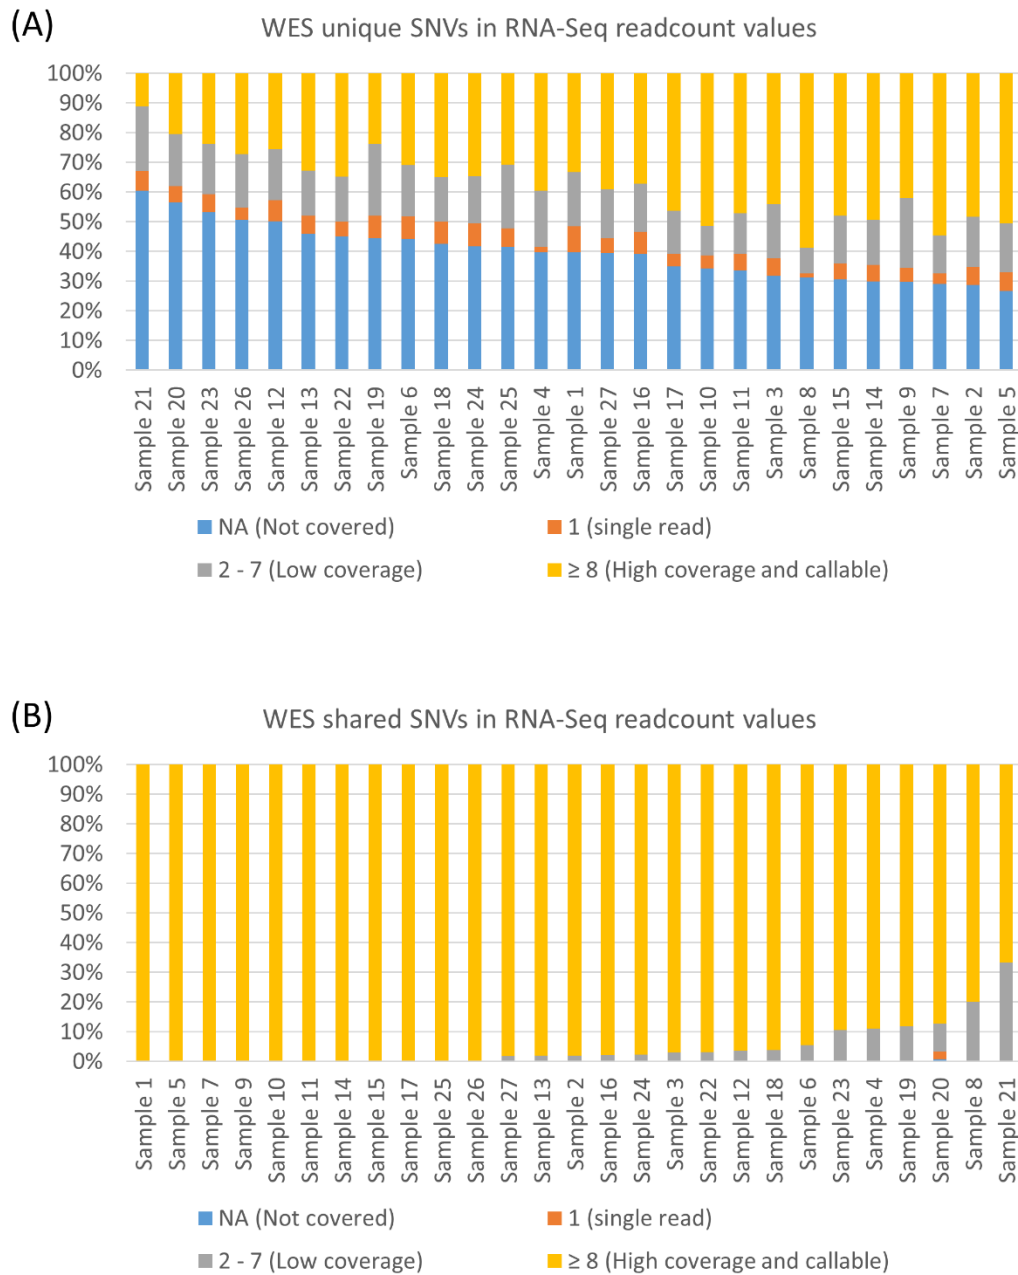 (A)
WES unique SNVs in RNA-Seq readcount values
100%
90%
80%
70%
60%
50%
40%
30%
20%
10%
0%
Sample 21
Sample 20
Sample 23
Sample 26
Sample 12
Sample 13
Sample 22
Sample 19
Sample 6
Sample 18
Sample 24
Sample 25
Sample 4
Sample 1
Sample 27
Sample 16
Sample 17
Sample 10
Sample 11
Sample 3
Sample 8
Sample 15
Sample 14
Sample 9
Sample 7
Sample 2
Sample 5
NA (Not covered)
1 (single read)
2 - 7 (Low coverage)
≥ 8 (High coverage and callable)
(B)
WES shared SNVs in RNA-Seq readcount values
100%
90%
80%
70%
60%
50%
40%
30%
20%
10%
0%
Sample 1
Sample 5
Sample 7
Sample 9
Sample 10
Sample 11
Sample 14
Sample 15
Sample 17
Sample 25
Sample 26
Sample 27
Sample 13
Sample 2
Sample 16
Sample 24
Sample 3
Sample 22
Sample 12
Sample 18
Sample 6
Sample 23
Sample 4
Sample 19
Sample 20
Sample 8
Sample 21
NA (Not covered)
1 (single read)
2 - 7 (Low coverage)
≥ 8 (High coverage and callable)